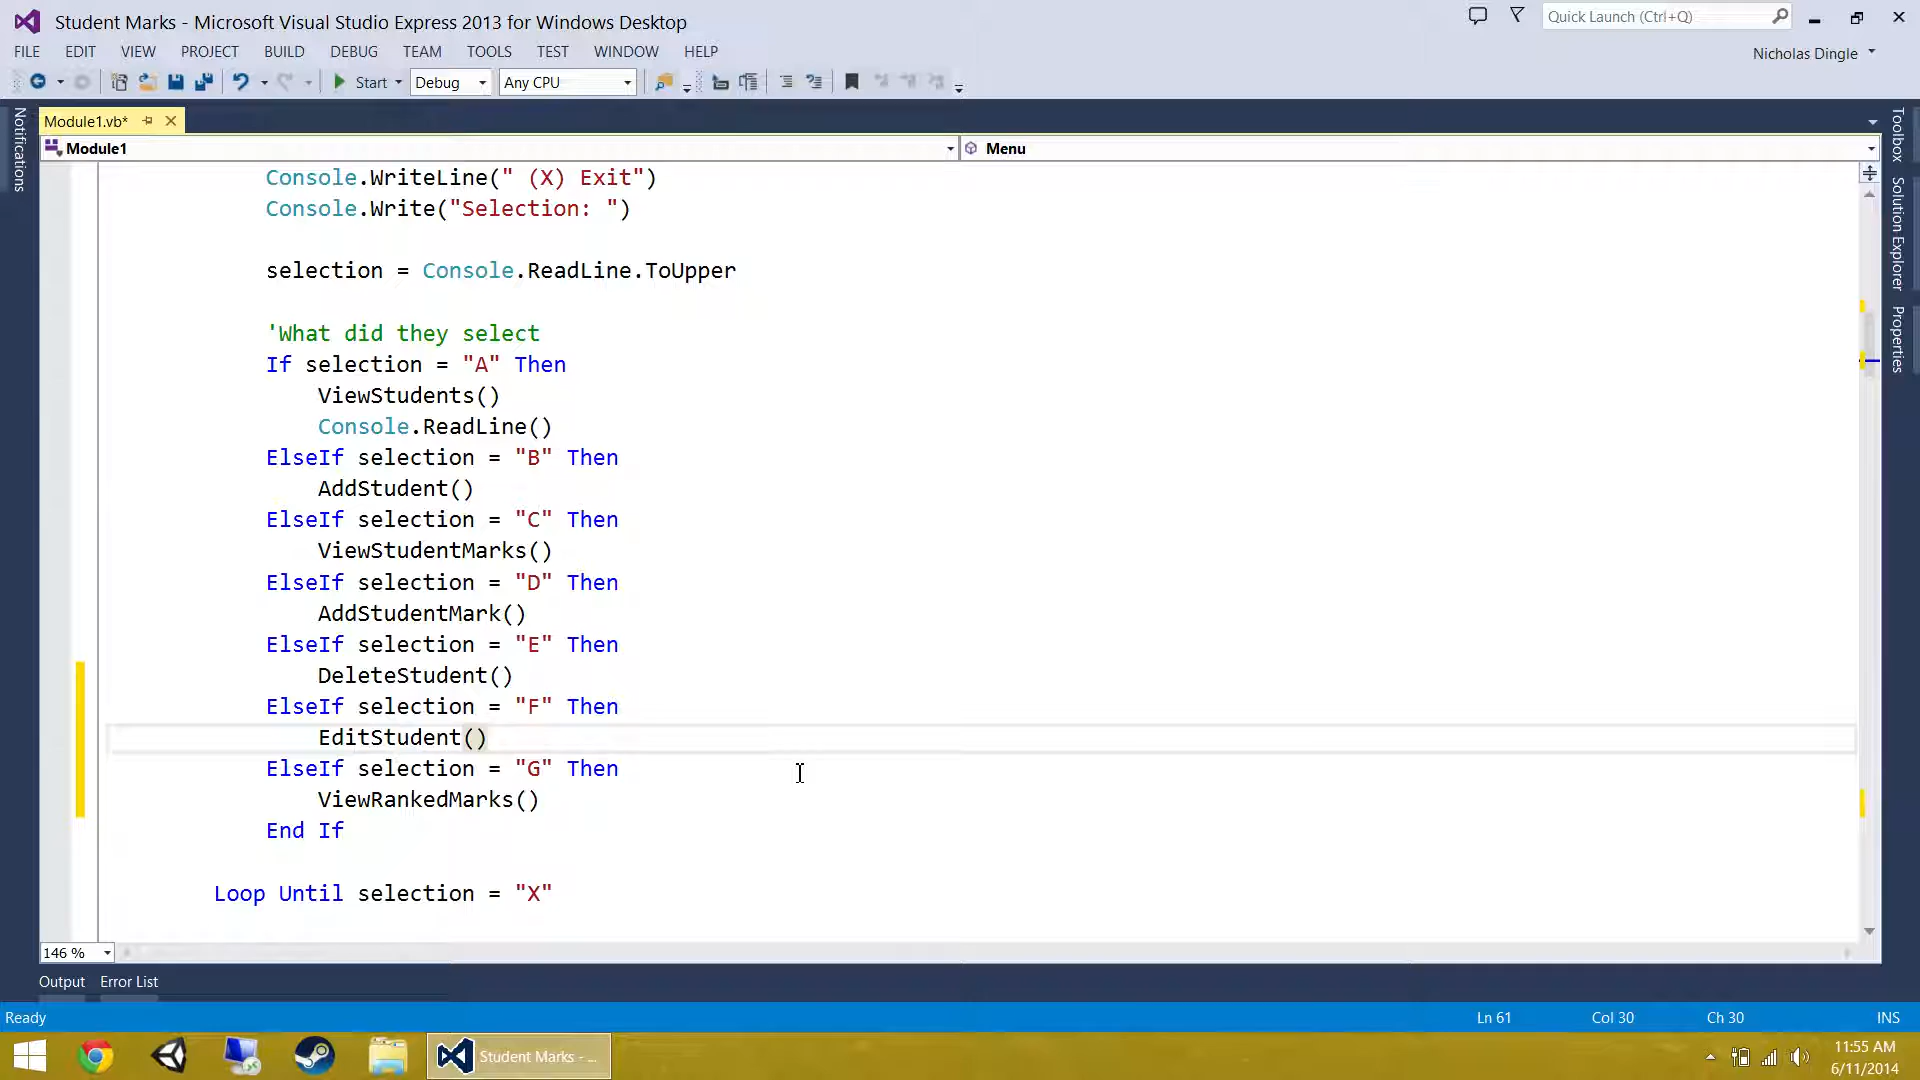 Student Marks - Microsoft Visual Studio Express 2013 for Windows Desktop
Quick Launch (Ctrl+Q)
FILE EDIT VIEW PROJECT BUILD DEBUG TEAM TOOLS TEST WINDOW HELP
Nicholas Dingle
Start Debug Any CPU
Notifications
Module1.vb*
Module1 Menu
Toolbox
Solution Explorer
Properties
Console.WriteLine(" (X) Exit")
Console.Write("Selection: ")
selection = Console.ReadLine.ToUpper
'What did they select
If selection = "A" Then
ViewStudents()
Console.ReadLine()
ElseIf selection = "B" Then
AddStudent()
ElseIf selection = "C" Then
ViewStudentMarks()
ElseIf selection = "D" Then
AddStudentMark()
ElseIf selection = "E" Then
DeleteStudent()
ElseIf selection = "F" Then
EditStudent()
ElseIf selection = "G" Then
ViewRankedMarks()
End If
Loop Until selection = "X"
146 %
Output Error List
Ready Ln 61 Col 30 Ch 30 INS
Student Marks - ...
11:55 AM
6/11/2014